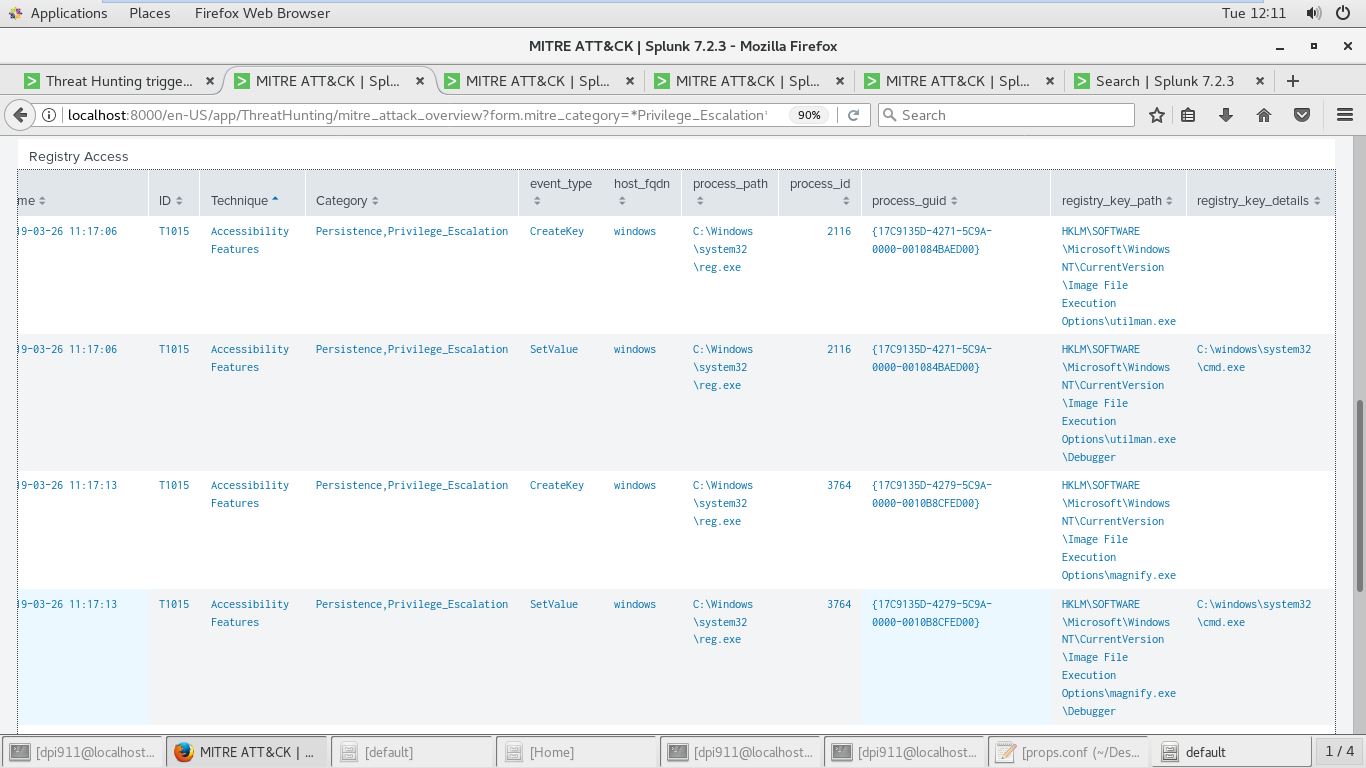 Applications Places Firefox Web Browser Tue 12:11
MITRE ATT&CK | Splunk 7.2.3 - Mozilla Firefox
Threat Hunting trigge... MITRE ATT&CK | Spl... MITRE ATT&CK | Spl... MITRE ATT&CK | Spl... MITRE ATT&CK | Spl... Search | Splunk 7.2.3
localhost:8000/en-US/app/ThreatHunting/mitre_attack_overview?form.mitre_category=*Privilege_Escalation* 90% Search
Registry Access
event_type host_fqdn process_path process_id
me ID Technique Category process_guid registry_key_path registry_key_details
19-03-26 11:17:06 T1015 Accessibility Persistence,Privilege_Escalation CreateKey windows C:\Windows 2116 {17C9135D-4271-5C9A- HKLM\SOFTWARE
Features \system32 0000-001084BAED00} \Microsoft\Windows
\reg.exe NT\CurrentVersion
\Image File
Execution
Options\utilman.exe
19-03-26 11:17:06 T1015 Accessibility Persistence,Privilege_Escalation SetValue windows C:\Windows 2116 {17C9135D-4271-5C9A- HKLM\SOFTWARE C:\windows\system32
Features \system32 0000-001084BAED00} \Microsoft\Windows \cmd.exe
\reg.exe NT\CurrentVersion
\Image File
Execution
Options\utilman.exe
\Debugger
19-03-26 11:17:13 T1015 Accessibility Persistence,Privilege_Escalation CreateKey windows C:\Windows 3764 {17C9135D-4279-5C9A- HKLM\SOFTWARE
Features \system32 0000-0010B8CFED00} \Microsoft\Windows
\reg.exe NT\CurrentVersion
\Image File
Execution
Options\magnify.exe
19-03-26 11:17:13 T1015 Accessibility Persistence,Privilege_Escalation SetValue windows C:\Windows 3764 {17C9135D-4279-5C9A- HKLM\SOFTWARE C:\windows\system32
Features \system32 0000-0010B8CFED00} \Microsoft\Windows \cmd.exe
\reg.exe NT\CurrentVersion
\Image File
Execution
Options\magnify.exe
\Debugger
[dpi911@localhost... MITRE ATT&CK | ... [default] [Home] [dpi911@localhost... [dpi911@localhost... [props.conf (~/Des... default 1 / 4